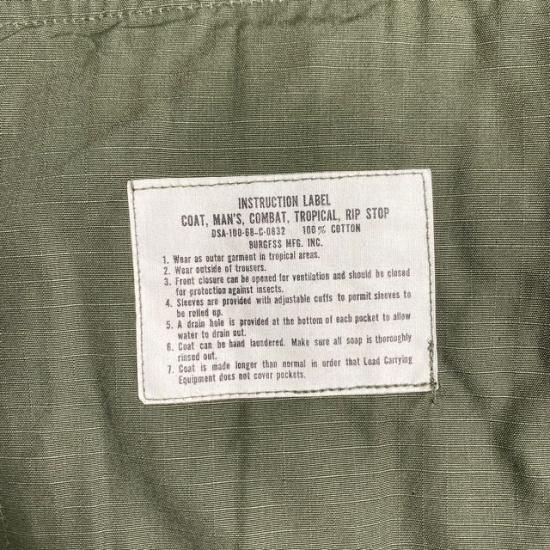 INSTRUCTION LABEL
COAT, MAN'S, COMBAT, TROPICAL, RIP STOP
DSA-100-68-C-0832 100% COTTON
BURGESS MFG. INC.
1. Wear as outer garment in tropical areas.
2. Wear outside of trousers.
3. Front closure can be opened for ventilation and should be closed
for protection against insects.
4. Sleeves are provided with adjustable cuffs to permit sleeves to
be rolled up.
5. A drain hole is provided at the bottom of each pocket to allow
water to drain out.
6. Coat can be hand laundered. Make sure all soap is thoroughly
rinsed out.
7. Coat is made longer than normal in order that Load Carrying
Equipment does not cover pockets.